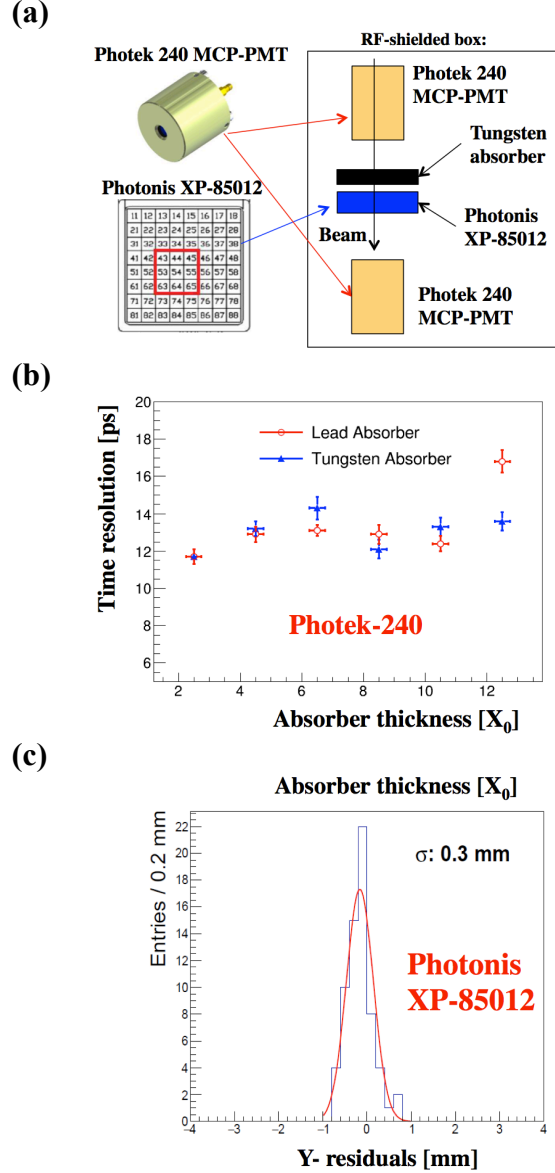 (a)
Photek 240 MCP-PMT
Photonis XP-85012
11 12 13 14 15 16 17 18
21 22 23 24 25 26 27 28
31 32 33 34 35 36 37 38
41 42 43 44 45 46 47 48
51 52 53 54 55 56 57 58
61 62 63 64 65 66 67 68
71 72 73 74 75 76 77 78
81 82 83 84 85 86 87 88
RF-shielded box:
Photek 240
MCP-PMT
Tungsten
absorber
Photonis
XP-85012
Beam
Photek 240
MCP-PMT
(b)
Time resolution [ps]
20
18
16
14
12
10
8
6
Lead Absorber
Tungsten Absorber
Photek-240
2 4 6 8 10 12
Absorber thickness [X₀]
(c)
Absorber thickness [X₀]
Entries / 0.2 mm
22
20
18
16
14
12
10
8
6
4
2
0
σ: 0.3 mm
Photonis
XP-85012
−4 −3 −2 −1 0 1 2 3 4
Y- residuals [mm]